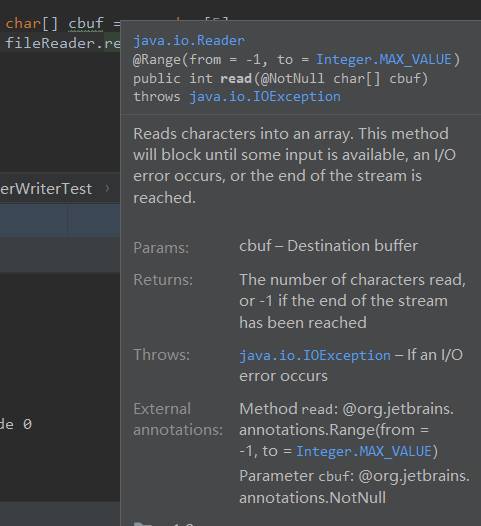 char[] cbuf =
fileReader.re
java.io.Reader
@Range(from = -1, to = Integer.MAX_VALUE)
public int read(@NotNull char[] cbuf)
throws java.io.IOException
Reads characters into an array. This method
will block until some input is available, an I/O
error occurs, or the end of the stream is
reached.
erWriterTest
Params: cbuf – Destination buffer
Returns: The number of characters read,
or -1 if the end of the stream
has been reached
Throws: java.io.IOException – If an I/O
error occurs
External Method read: @org.jetbrains.
annotations: annotations.Range(from =
-1, to = Integer.MAX_VALUE)
de 0
Parameter cbuf: @org.jetbrains.
annotations.NotNull